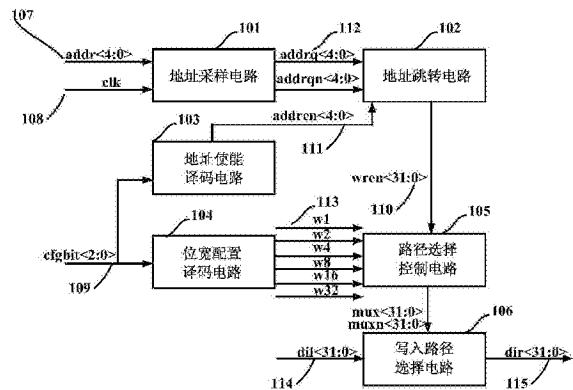 107
101
112
102
addr<4:0>
地址采样电路
addrq<4:0>
地址跳转电路
clk
addrqn<4:0>
108
103
addren<4:0>
111
地址使能
译码电路
wren<31:0>
110
113
104
w1
105
cfgbit<2:0>
位宽配置
译码电路
w2
w4
w8
w16
w32
路径选择
控制电路
109
mux<31:0>
muxn<31:0>
106
dil<31:0>
写入路径
选择电路
dir<31:0>
114
115